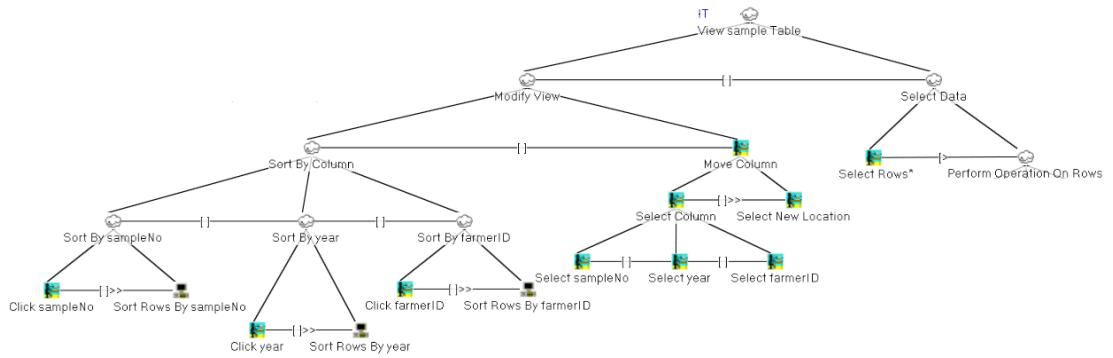 IT
View sample Table
[ ]
Modify View
Select Data
[ ]
Sort By Column
Move Column
[>
Select Rows*
Perform Operation On Rows
[ ]
[ ]
[ ]>>
Sort By sampleNo
Sort By year
Sort By farmerID
Select Column
Select New Location
[ ]
[ ]
Select sampleNo
Select year
Select farmerID
[ ]>>
[ ]>>
Click sampleNo
Sort Rows By sampleNo
Click farmerID
Sort Rows By farmerID
[ ]>>
Click year
Sort Rows By year